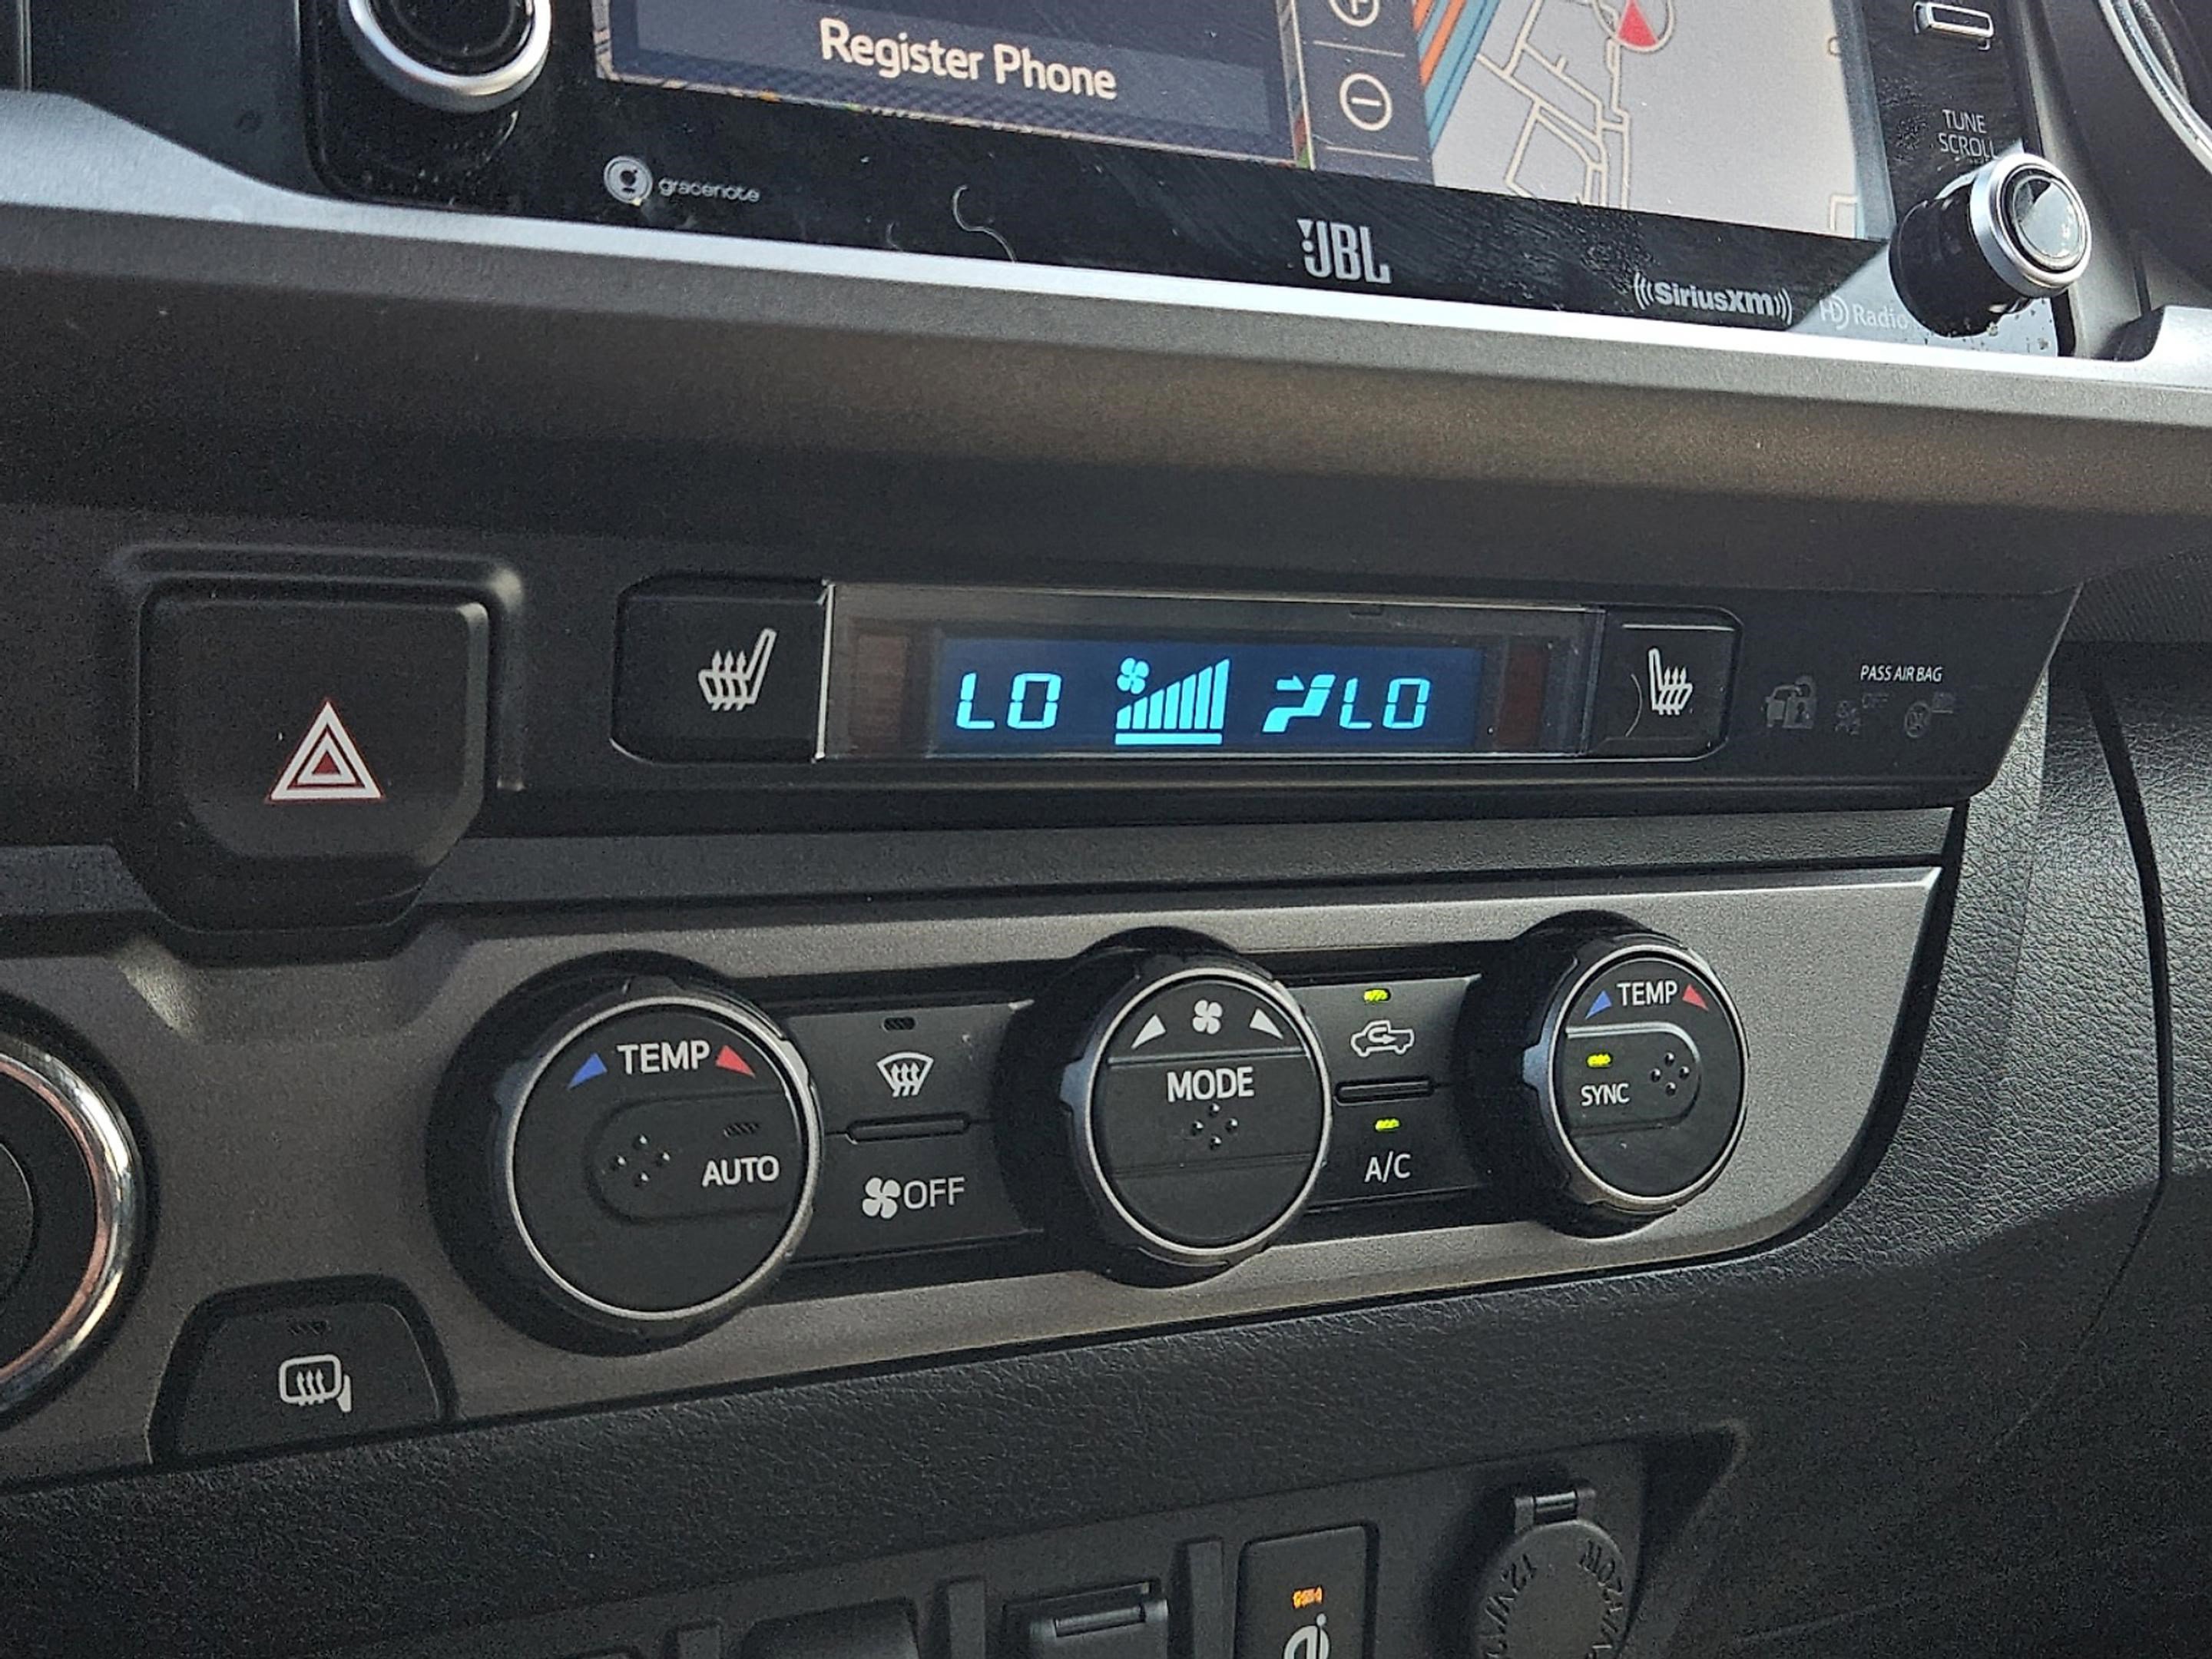 Register Phone
gracenote
JBL
SiriusXM
HD Radio
TUNE
SCROLL
LO
LO
PASS AIR BAG
TEMP
AUTO
OFF
MODE
A/C
TEMP
SYNC
qi